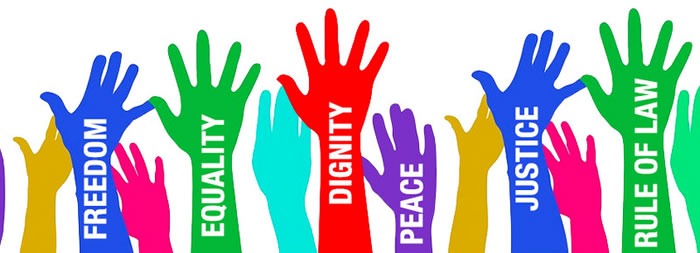 FREEDOM
EQUALITY
DIGNITY
PEACE
JUSTICE
RULE OF LAW